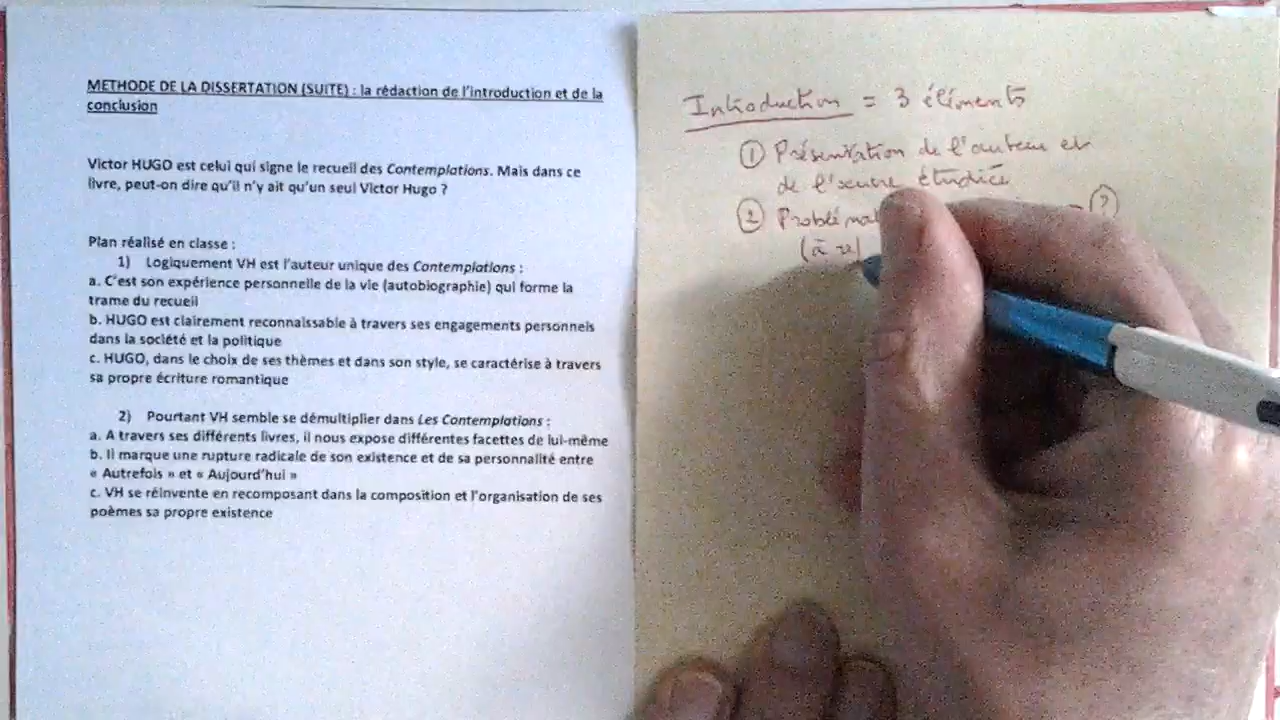 METHODE DE LA DISSERTATION (SUITE) : la rédaction de l'introduction et de la
conclusion
Victor HUGO est celui qui signe le recueil des Contemplations. Mais dans ce
livre, peut-on dire qu'il n'y ait qu'un seul Victor Hugo ?
Plan réalisé en classe :
1) Logiquement VH est l'auteur unique des Contemplations :
a. C'est son expérience personnelle de la vie (autobiographie) qui forme la
trame du recueil
b. HUGO est clairement reconnaissable à travers ses engagements personnels
dans la société et la politique
c. HUGO, dans le choix de ses thèmes et dans son style, se caractérise à travers
sa propre écriture romantique
2) Pourtant VH semble se démultiplier dans Les Contemplations :
a. A travers ses différents livres, il nous expose différentes facettes de lui-même
b. Il marque une rupture radicale de son existence et de sa personnalité entre
« Autrefois » et « Aujourd'hui »
c. VH se réinvente en recomposant dans la composition et l'organisation de ses
poèmes sa propre existence
Introduction = 3 éléments
① Présentation de l'auteur et
de l'œuvre étudiée
② Problémat ?